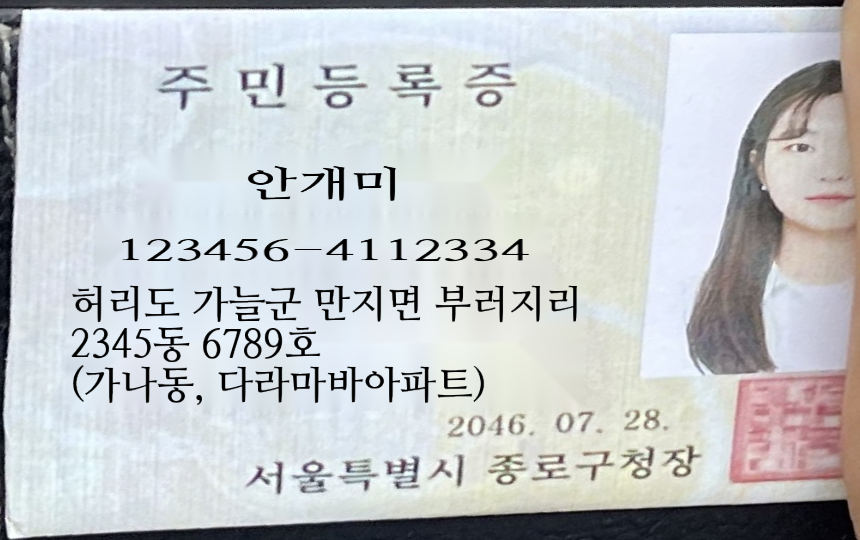 주민등록증
안개미
123456-4112334
허리도 가늘군 만지면 부러지리
2345동 6789호
(가나동, 다라마바아파트)
2046. 07. 28.
서울특별시 종로구청장